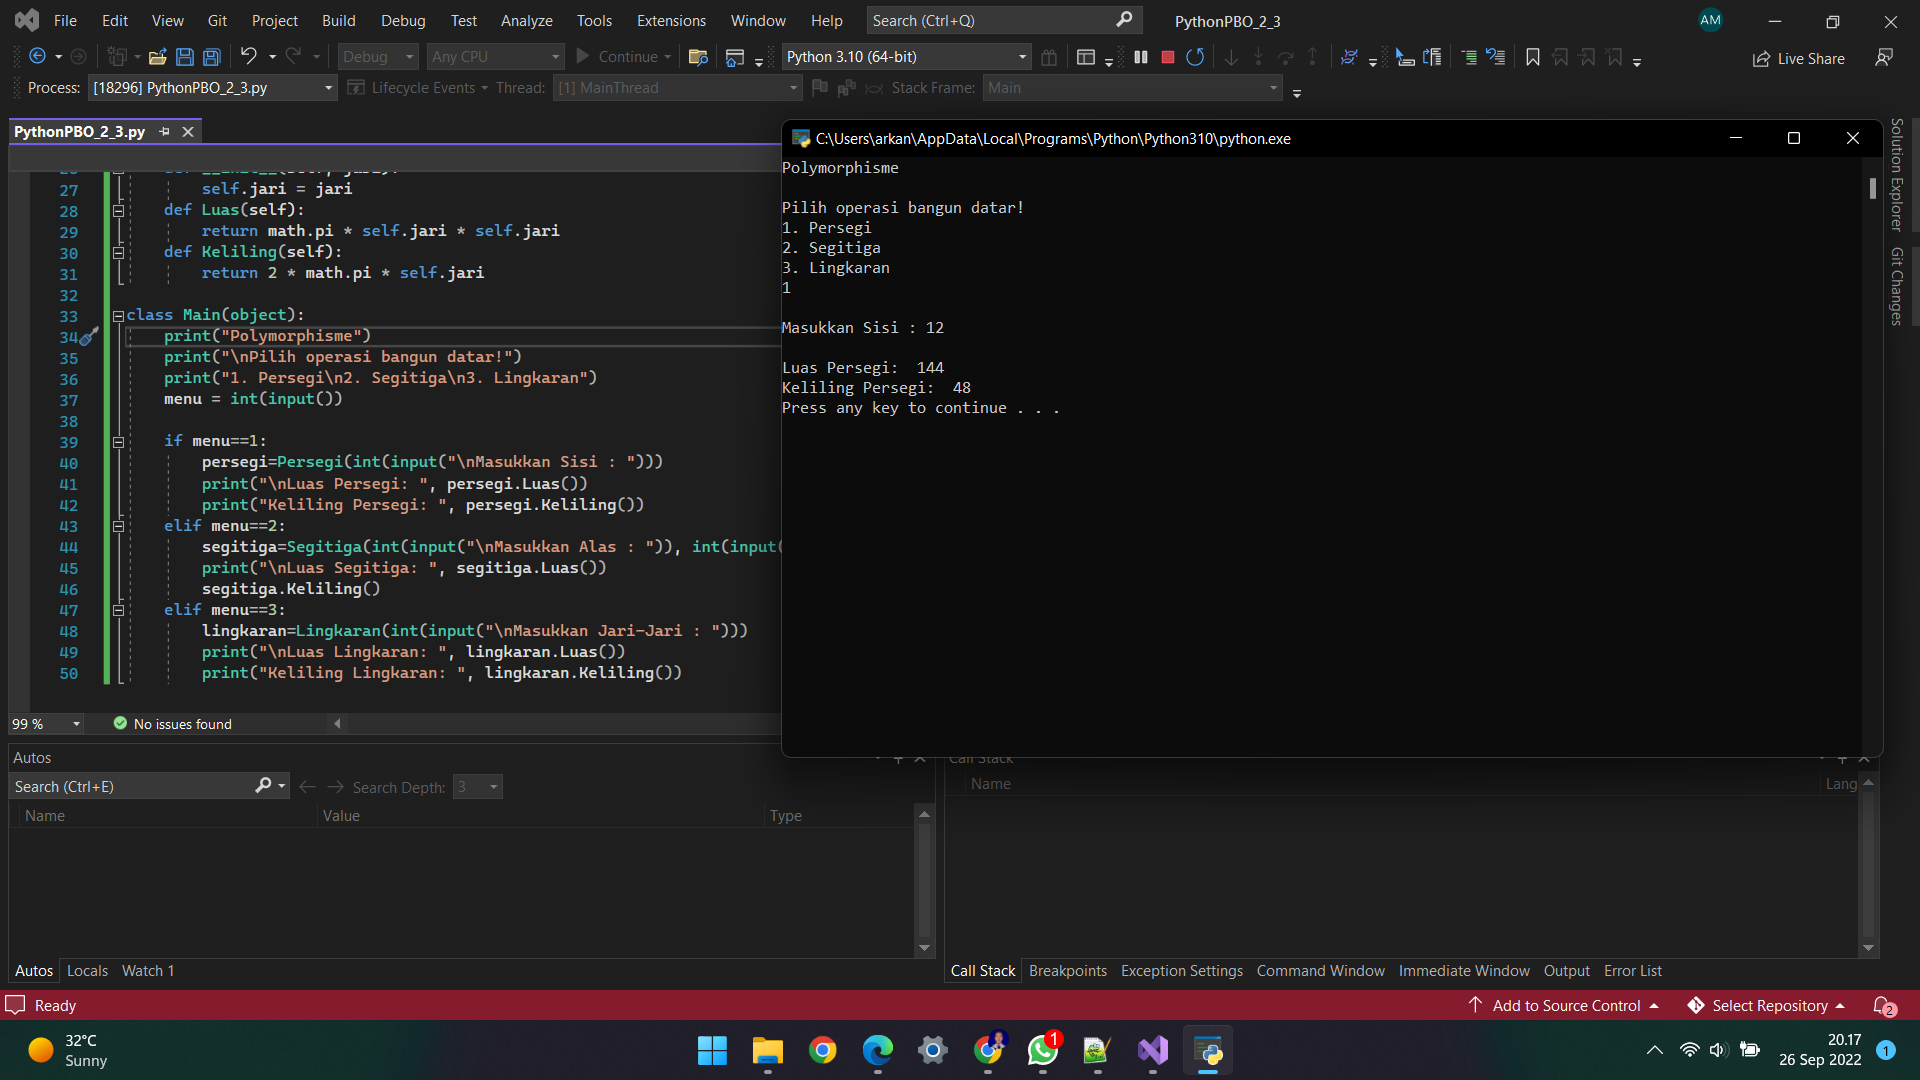 File Edit View Git Project Build Debug Test Analyze Tools Extensions Window Help Search (Ctrl+Q) PythonPBO_2_3 AM
Debug Any CPU Continue Python 3.10 (64-bit) Live Share
Process: [18296] PythonPBO_2_3.py Lifecycle Events Thread: [1] MainThread Stack Frame: Main
PythonPBO_2_3.py
27 self.jari = jari
28 def Luas(self):
29 return math.pi * self.jari * self.jari
30 def Keliling(self):
31 return 2 * math.pi * self.jari
32
33 class Main(object):
34 print("Polymorphisme")
35 print("\nPilih operasi bangun datar!")
36 print("1. Persegi\n2. Segitiga\n3. Lingkaran")
37 menu = int(input())
38
39 if menu==1:
40 persegi=Persegi(int(input("\nMasukkan Sisi : ")))
41 print("\nLuas Persegi: ", persegi.Luas())
42 print("Keliling Persegi: ", persegi.Keliling())
43 elif menu==2:
44 segitiga=Segitiga(int(input("\nMasukkan Alas : ")), int(input(
45 print("\nLuas Segitiga: ", segitiga.Luas())
46 segitiga.Keliling()
47 elif menu==3:
48 lingkaran=Lingkaran(int(input("\nMasukkan Jari-Jari : ")))
49 print("\nLuas Lingkaran: ", lingkaran.Luas())
50 print("Keliling Lingkaran: ", lingkaran.Keliling())
99 % No issues found
C:\Users\arkan\AppData\Local\Programs\Python\Python310\python.exe
Polymorphisme
Pilih operasi bangun datar!
1. Persegi
2. Segitiga
3. Lingkaran
1
Masukkan Sisi : 12
Luas Persegi:  144
Keliling Persegi:  48
Press any key to continue . . .
Solution Explorer
Git Changes
Autos
Search (Ctrl+E) Search Depth: 3
Name Value Type
Autos Locals Watch 1
Call Stack
Name Lang
Call Stack Breakpoints Exception Settings Command Window Immediate Window Output Error List
Ready Add to Source Control Select Repository 2
32°C
Sunny
1
20.17
26 Sep 2022 1